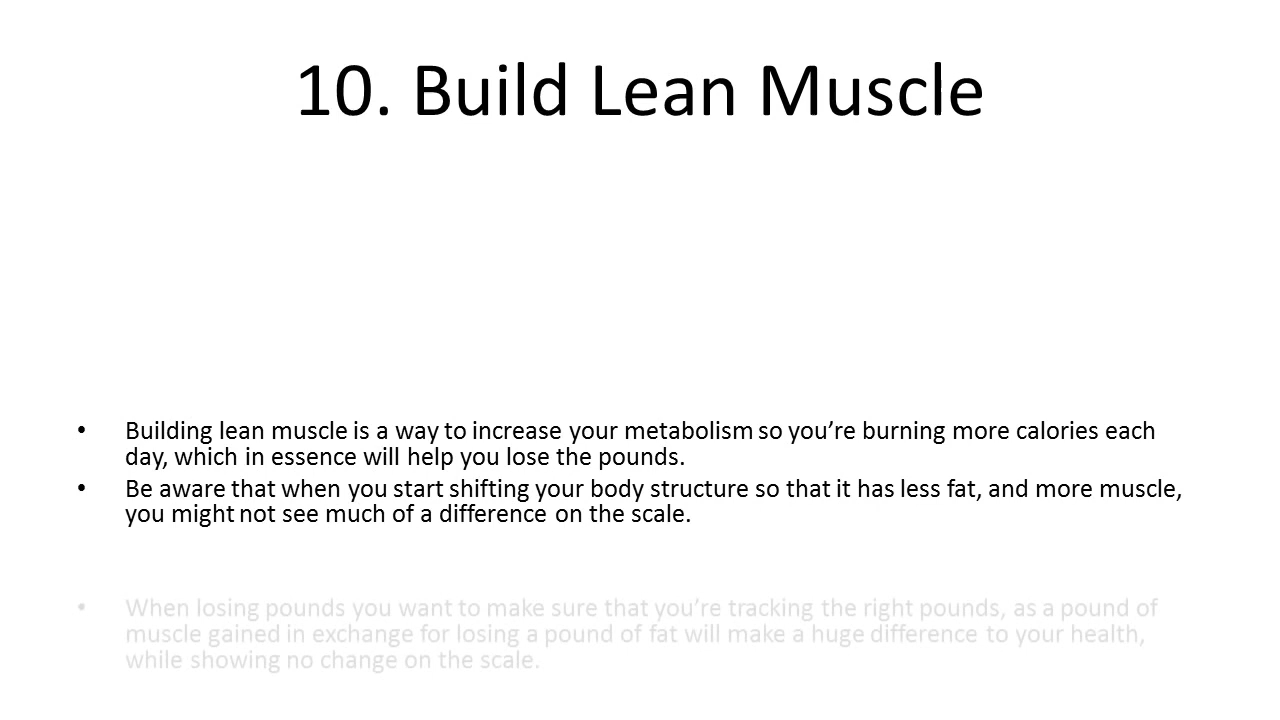 10. Build Lean Muscle
• Building lean muscle is a way to increase your metabolism so you’re burning more calories each
day, which in essence will help you lose the pounds.
• Be aware that when you start shifting your body structure so that it has less fat, and more muscle,
you might not see much of a difference on the scale.
• When losing pounds you want to make sure that you’re tracking the right pounds, as a pound of
muscle gained in exchange for losing a pound of fat will make a huge difference to your health,
while showing no change on the scale.